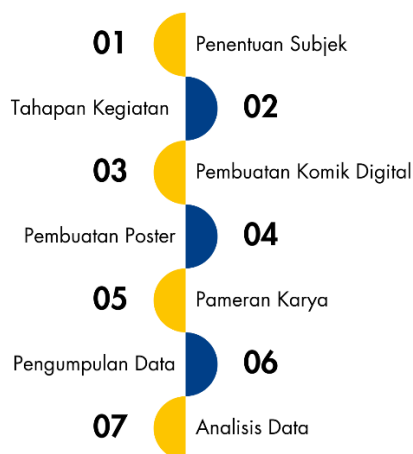 01 Penentuan Subjek
Tahapan Kegiatan 02
03 Pembuatan Komik Digital
Pembuatan Poster 04
05 Pameran Karya
Pengumpulan Data 06
07 Analisis Data